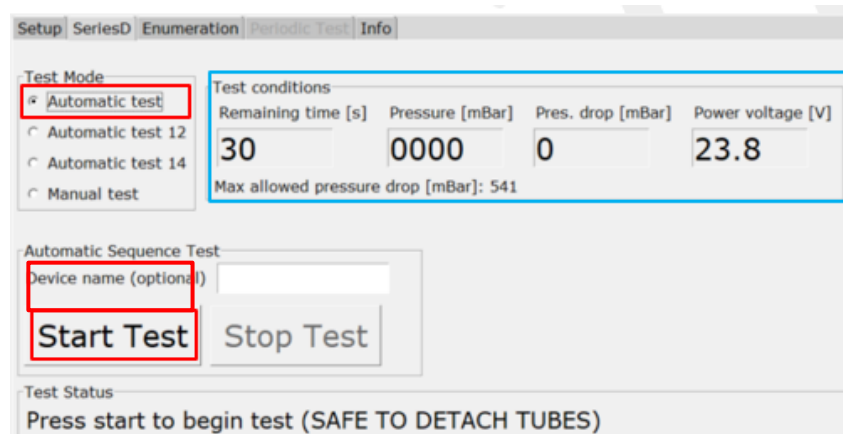 Setup SeriesD Enumeration Periodic Test Info
Test Mode
Automatic test
Automatic test 12
Automatic test 14
Manual test
Test conditions
Remaining time [s] Pressure [mBar] Pres. drop [mBar] Power voltage [V]
30 0000 0 23.8
Max allowed pressure drop [mBar]: 541
Automatic Sequence Test
Device name (optional)
Start Test Stop Test
Test Status
Press start to begin test (SAFE TO DETACH TUBES)